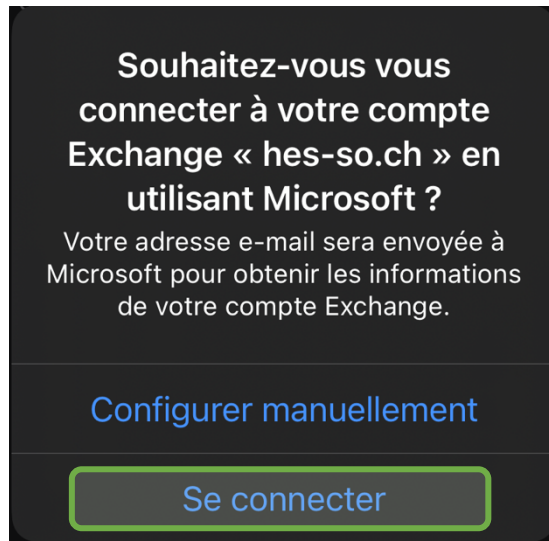 Souhaitez-vous vous
connecter à votre compte
Exchange « hes-so.ch » en
utilisant Microsoft ?
Votre adresse e-mail sera envoyée à
Microsoft pour obtenir les informations
de votre compte Exchange.
Configurer manuellement
Se connecter